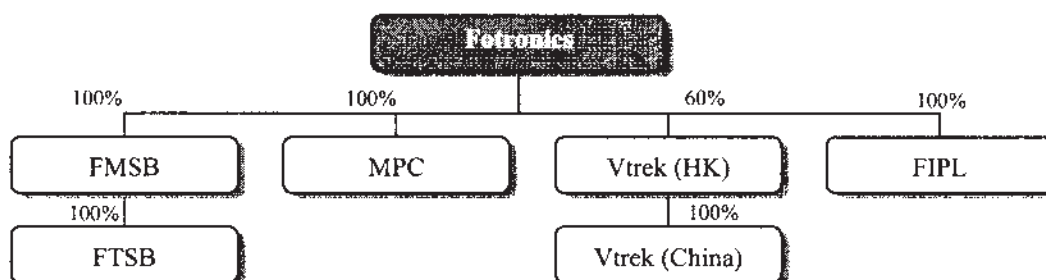 Fotronics
100% 100% 60% 100%
FMSB MPC Vtrek (HK) FIPL
100% 100%
FTSB Vtrek (China)